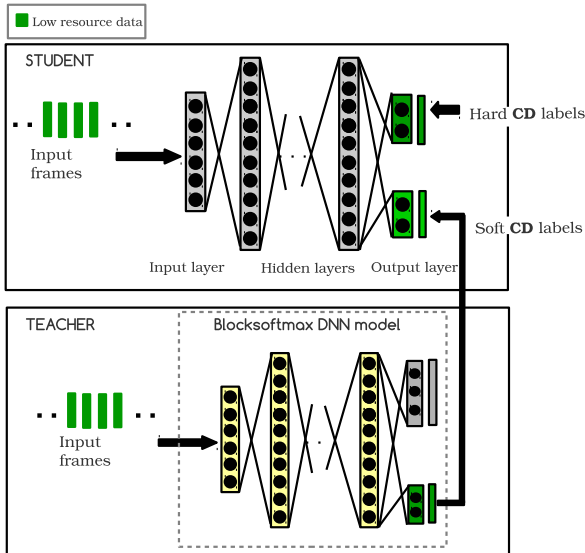 Low resource data
STUDENT
Input
frames
Hard CD labels
Soft CD labels
Input layer
Hidden layers
Output layer
TEACHER
Blocksoftmax DNN model
Input
frames